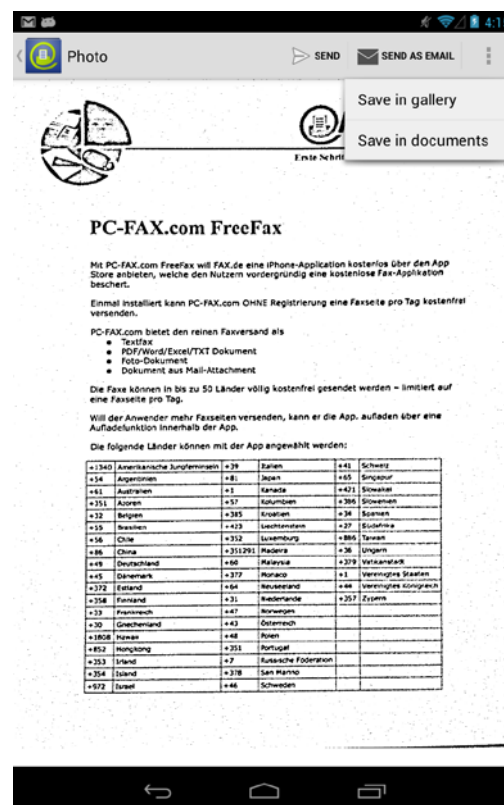 4:1
Photo
SEND
SEND AS EMAIL
Save in gallery
Save in documents
Erste Schri
PC-FAX.com FreeFax
Mit PC-FAX.com FreeFax will FAX.de eine iPhone-Application kostenlos über den App
Store anbieten, welche den Nutzern vordergründig eine kostenlose Fax-Applikation
beschert.
Einmal installiert kann PC-FAX.com OHNE Registrierung eine Faxseite pro Tag kostenfrei
versenden.
PC-FAX.com bietet den reinen Faxversand als
• Textfax
• PDF/Word/Excel/TXT Dokument
• Foto-Dokument
• Dokument aus Mail-Attachment
Die Faxe können in bis zu 50 Länder völlig kostenfrei gesendet werden – limitiert auf
eine Faxseite pro Tag.
Will der Anwender mehr Faxseiten versenden, kann er die App. aufladen über eine
Aufladefunktion innerhalb der App.
Die folgende Länder können mit der App angewählt werden:
+1340 Amerikanische Jungferninseln +39 Italien +41 Schweiz
+54 Argentinien +81 Japan +65 Singapur
+61 Australien +1 Kanada +421 Slowakei
+351 Azoren +57 Kolumbien +386 Slowenien
+32 Belgien +385 Kroatien +34 Spanien
+55 Brasilien +423 Liechtenstein +27 Südafrika
+56 Chile +352 Luxemburg +886 Taiwan
+86 China +351291 Madeira +36 Ungarn
+49 Deutschland +60 Malaysia +379 Vatikanstadt
+45 Dänemark +377 Monaco +1 Vereinigtes Staaten
+372 Estland +64 Neuseeland +44 Vereinigtes Königreich
+358 Finnland +31 Niederlande +357 Zypern
+33 Frankreich +47 Norwegen
+30 Griechenland +43 Österreich
+1808 Hawaii +48 Polen
+852 Hongkong +351 Portugal
+353 Irland +7 Russische Föderation
+354 Island +378 San Marino
+972 Israel +46 Schweden